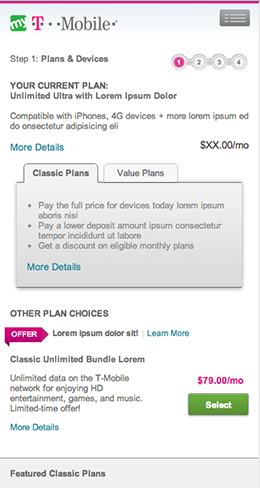 my T·Mobile·
Step 1: Plans & Devices
1 2 3 4
YOUR CURRENT PLAN:
Unlimited Ultra with Lorem Ipsum Dolor
Compatible with iPhones, 4G devices + more lorem ipsum ed
do onsectetur adipisicing eli
More Details $XX.00/mo
Classic Plans Value Plans
• Pay the full price for devices today lorem ipsum
aboris nisi
• Pay a lower deposit amount ipsum consectetur
tempor incididunt ut labore
• Get a discount on eligible monthly plans
More Details
OTHER PLAN CHOICES
OFFER Lorem ipsum dolor sit! | Learn More
Classic Unlimited Bundle Lorem
Unlimited data on the T-Mobile
network for enjoying HD
entertainment, games, and music.
Limited-time offer!
$79.00/mo
Select
More Details
Featured Classic Plans